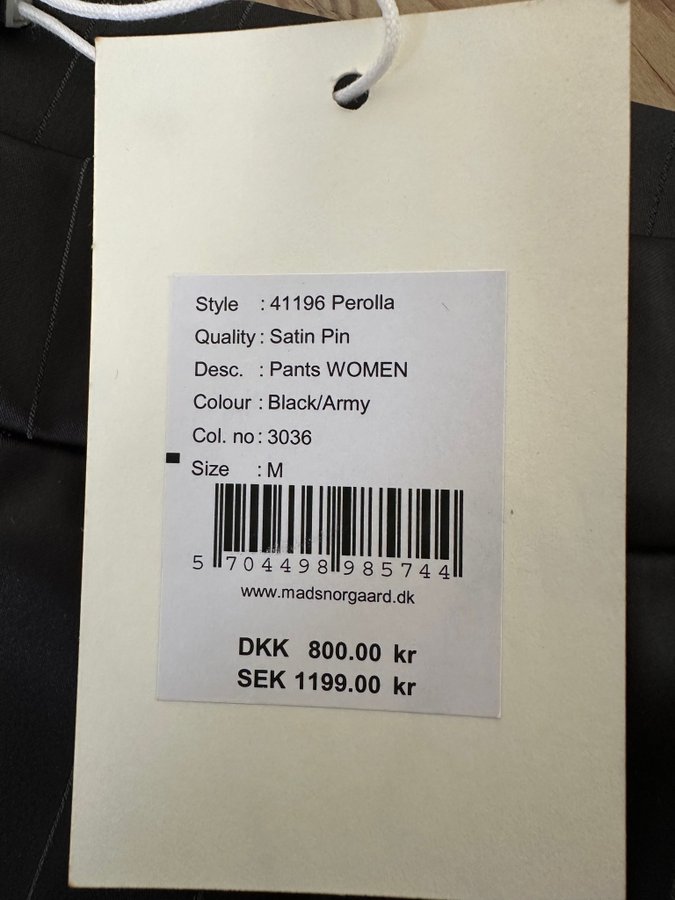 Style : 41196 Perolla
Quality : Satin Pin
Desc. : Pants WOMEN
Colour : Black/Army
Col. no : 3036
Size : M
5 704498 985744
www.madsnorgaard.dk
DKK 800.00 kr
SEK 1199.00 kr